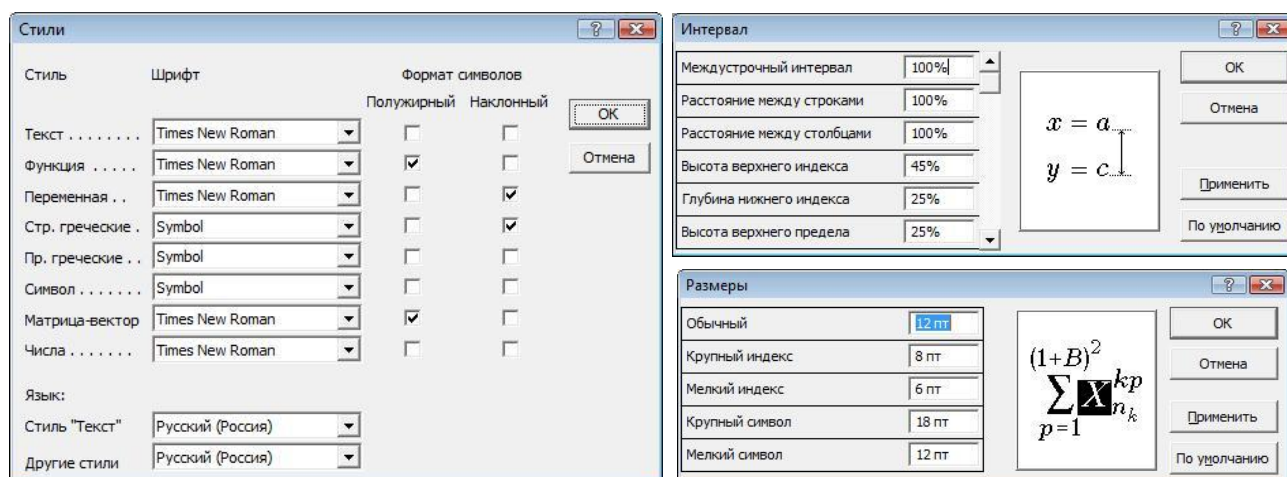 Стили
Стиль Шрифт Формат символов
Полужирный Наклонный
Текст . . . . . . . . Times New Roman
Функция . . . . . Times New Roman
Переменная . . Times New Roman
Стр. греческие . Symbol
Пр. греческие . . Symbol
Символ . . . . . . . Symbol
Матрица-вектор Times New Roman
Числа . . . . . . . Times New Roman
Язык:
Стиль "Текст" Русский (Россия)
Другие стили Русский (Россия)
OK
Отмена
Интервал
Междустрочный интервал 100%
Расстояние между строками 100%
Расстояние между столбцами 100%
Высота верхнего индекса 45%
Глубина нижнего индекса 25%
Высота верхнего предела 25%
x = a
y = c
OK
Отмена
Применить
По умолчанию
Размеры
Обычный 12 пт
Крупный индекс 8 пт
Мелкий индекс 6 пт
Крупный символ 18 пт
Мелкий символ 12 пт
(1+B)²
∑ X kp
n k
p=1
OK
Отмена
Применить
По умолчанию